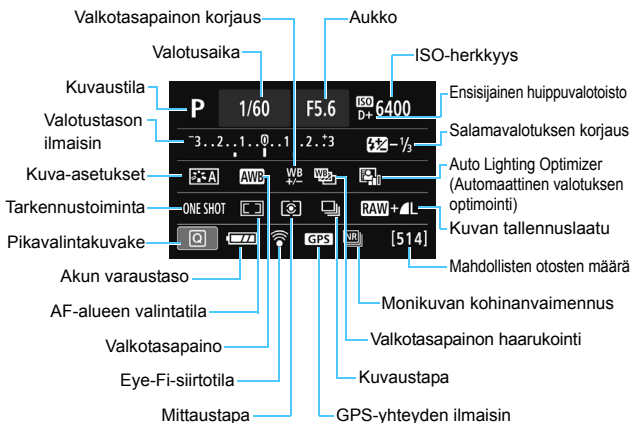 Valkotasapainon korjaus
Valotusaika
Aukko
ISO-herkkyys
Kuvaustila
Ensisijainen huippuvalotoisto
Valotustason
ilmaisin
Salamavalotuksen korjaus
Kuva-asetukset
Auto Lighting Optimizer
(Automaattinen valotuksen
optimointi)
Tarkennustoiminta
Kuvan tallennuslaatu
Pikavalintakuvake
Mahdollisten otosten määrä
P 1/60 F5.6 ISO D+ 6400
-3..2..1..0..1..2..+3 -1/3
A AWB WB +/- WB
ONE SHOT RAW+L
Q GPS NR [514]
Akun varaustaso
Monikuvan kohinanvaimennus
AF-alueen valintatila
Valkotasapaino
Valkotasapainon haarukointi
Eye-Fi-siirtotila
Kuvaustapa
Mittaustapa
GPS-yhteyden ilmaisin